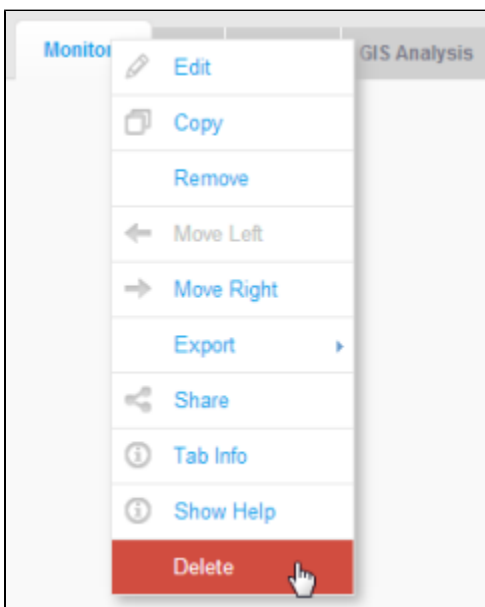 Monitor
GIS Analysis
Edit
Copy
Remove
Move Left
Move Right
Export
Share
Tab Info
Show Help
Delete